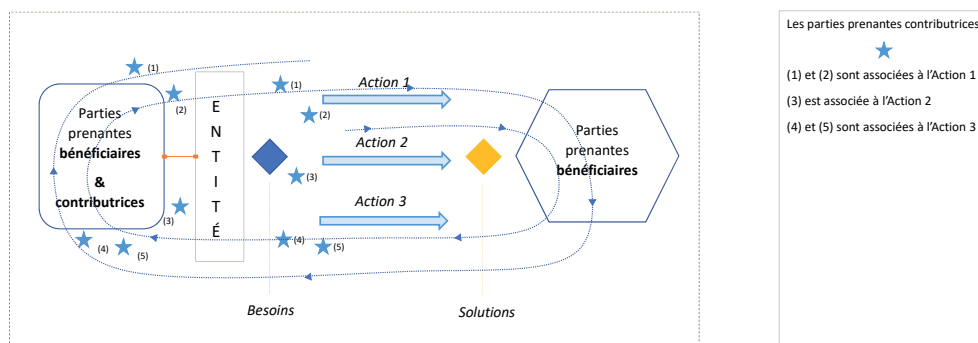 (1)
(2)
Parties
prenantes
bénéficiaires
&
contributrices
(3)
(4)
(5)
E
N
T
I
T
É
(1)
(2)
(3)
(4)
(5)
Action 1
Action 2
Action 3
Parties
prenantes
bénéficiaires
Besoins
Solutions
Les parties prenantes contributrices
(1) et (2) sont associées à l'Action 1
(3) est associée à l'Action 2
(4) et (5) sont associées à l'Action 3